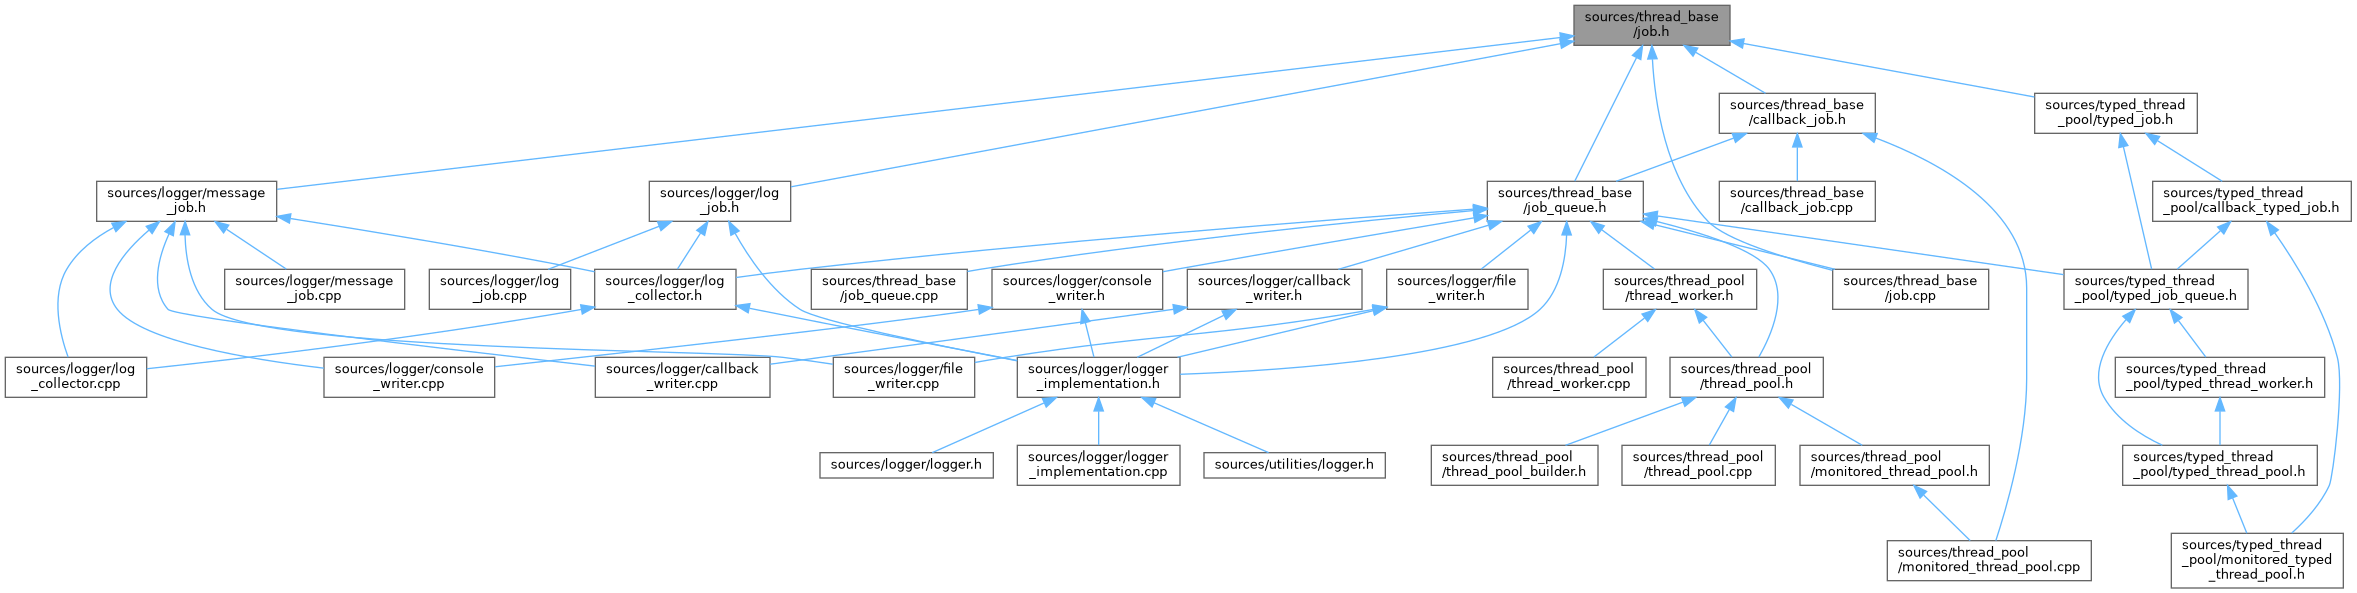 sources/thread_base
/job.h
sources/thread_base
/callback_job.h
sources/typed_thread
_pool/typed_job.h
sources/logger/message
_job.h
sources/logger/log
_job.h
sources/thread_base
/job_queue.h
sources/thread_base
/callback_job.cpp
sources/typed_thread
_pool/callback_typed_job.h
sources/logger/message
_job.cpp
sources/logger/log
_job.cpp
sources/logger/log
_collector.h
sources/thread_base
/job_queue.cpp
sources/logger/console
_writer.h
sources/logger/callback
_writer.h
sources/logger/file
_writer.h
sources/thread_pool
/thread_worker.h
sources/thread_base
/job.cpp
sources/typed_thread
_pool/typed_job_queue.h
sources/logger/log
_collector.cpp
sources/logger/console
_writer.cpp
sources/logger/callback
_writer.cpp
sources/logger/file
_writer.cpp
sources/logger/logger
_implementation.h
sources/thread_pool
/thread_worker.cpp
sources/thread_pool
/thread_pool.h
sources/typed_thread
_pool/typed_thread_worker.h
sources/logger/logger.h
sources/logger/logger
_implementation.cpp
sources/utilities/logger.h
sources/thread_pool
/thread_pool_builder.h
sources/thread_pool
/thread_pool.cpp
sources/thread_pool
/monitored_thread_pool.h
sources/typed_thread
_pool/typed_thread_pool.h
sources/thread_pool
/monitored_thread_pool.cpp
sources/typed_thread
_pool/monitored_typed
_thread_pool.h